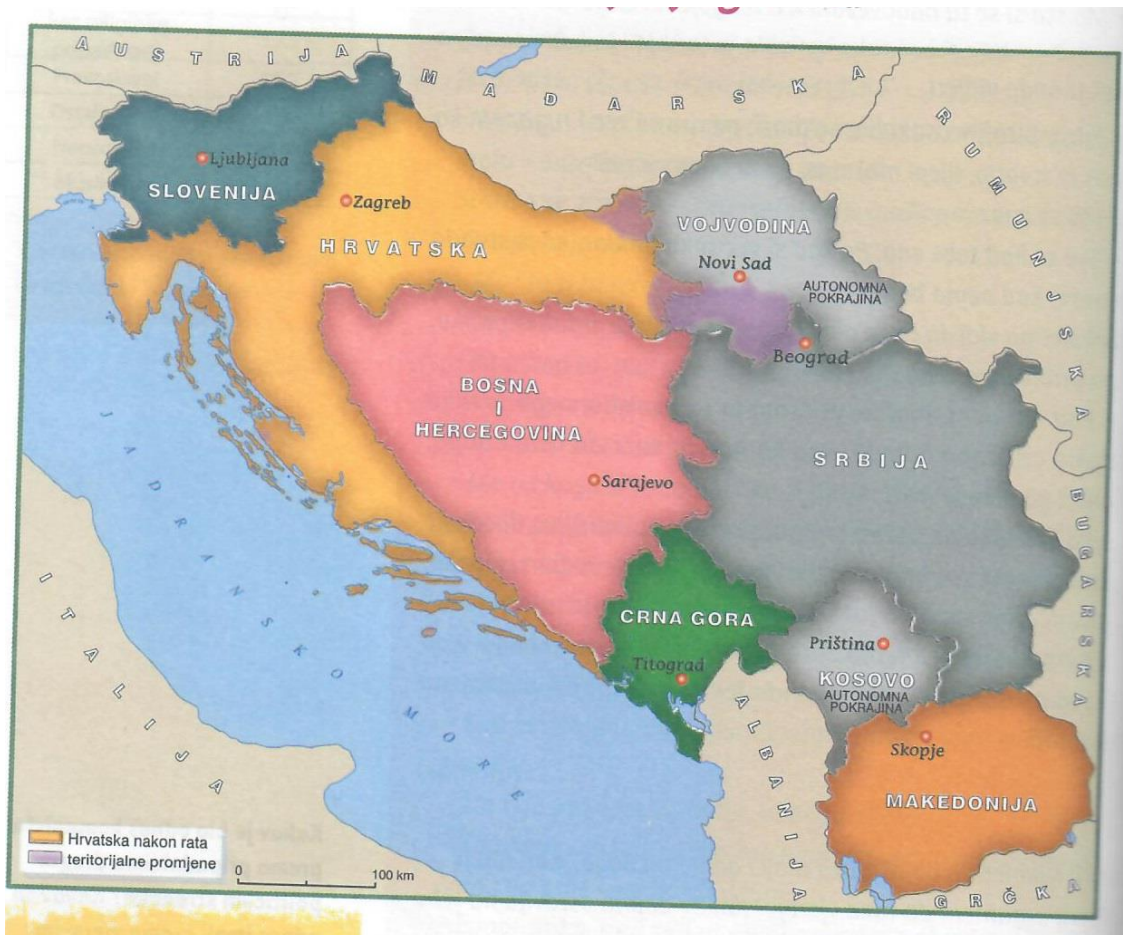 AUSTRIJA
MAĐARSKA
RUMUNJSKA
Ljubljana
SLOVENIJA
Zagreb
HRVATSKA
VOJVODINA
Novi Sad
AUTONOMNA
POKRAJINA
Beograd
BOSNA
I
HERCEGOVINA
Sarajevo
SRBIJA
JADRANSKO MORE
ITALIJA
BUGARSKA
CRNA GORA
Titograd
Priština
KOSOVO
AUTONOMNA
POKRAJINA
ALBANIJA
Skopje
MAKEDONIJA
GRČKA
Hrvatska nakon rata
teritorijalne promjene
0 100 km